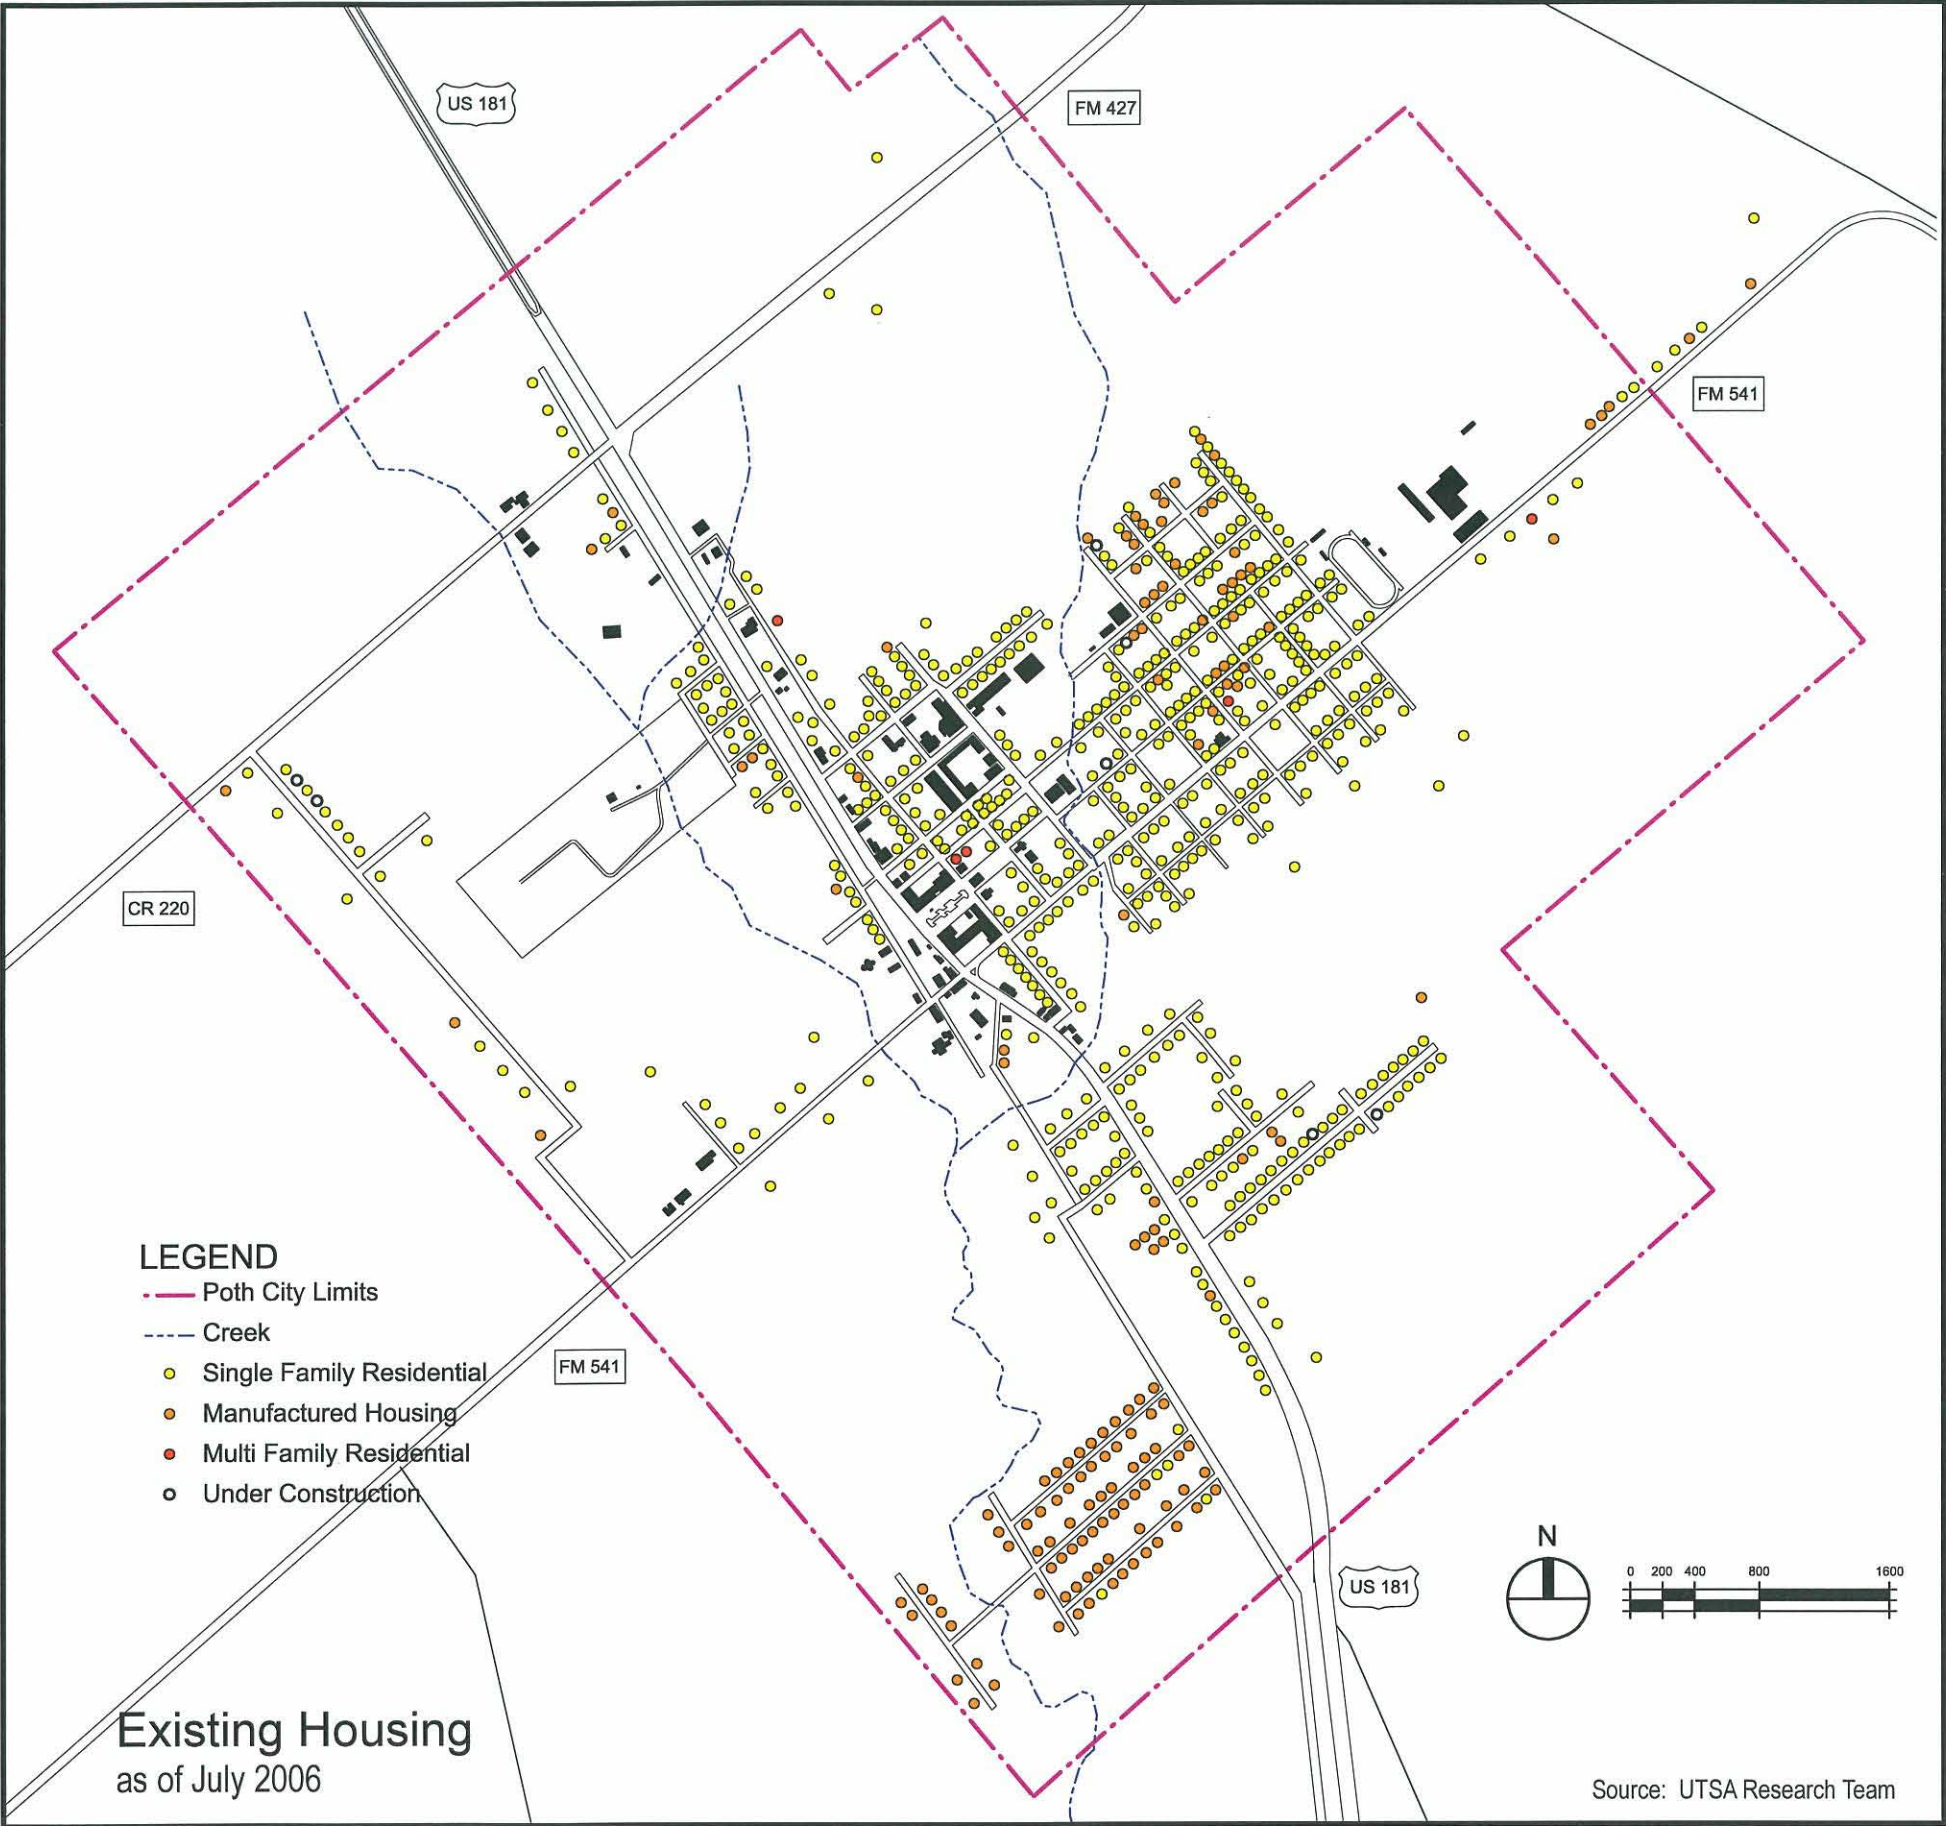 US 181
FM 427
FM 541
CR 220
LEGEND
Poth City Limits
Creek
Single Family Residential
Manufactured Housing
Multi Family Residential
Under Construction
FM 541
N
0 200 400 800 1600
US 181
Existing Housing
as of July 2006
Source: UTSA Research Team